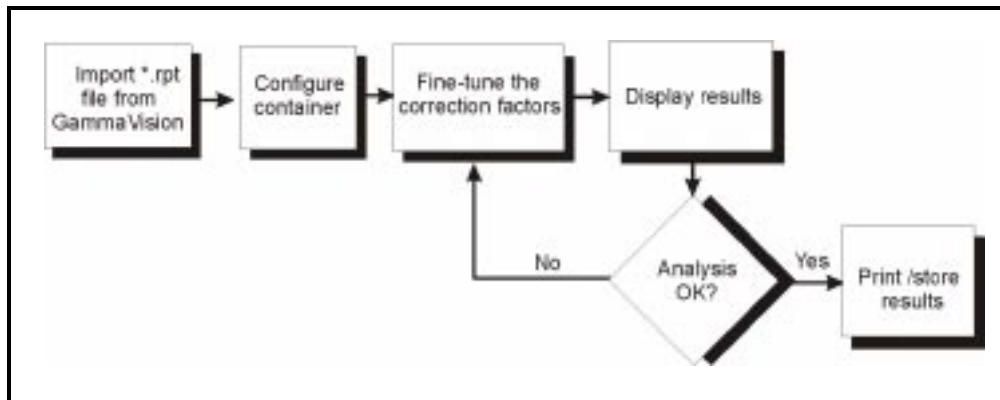 Import *.rpt
file from
GammaVision
Configure
container
Fine-tune the
correction factors
Display results
Analysis
OK?
No
Yes
Print /store
results